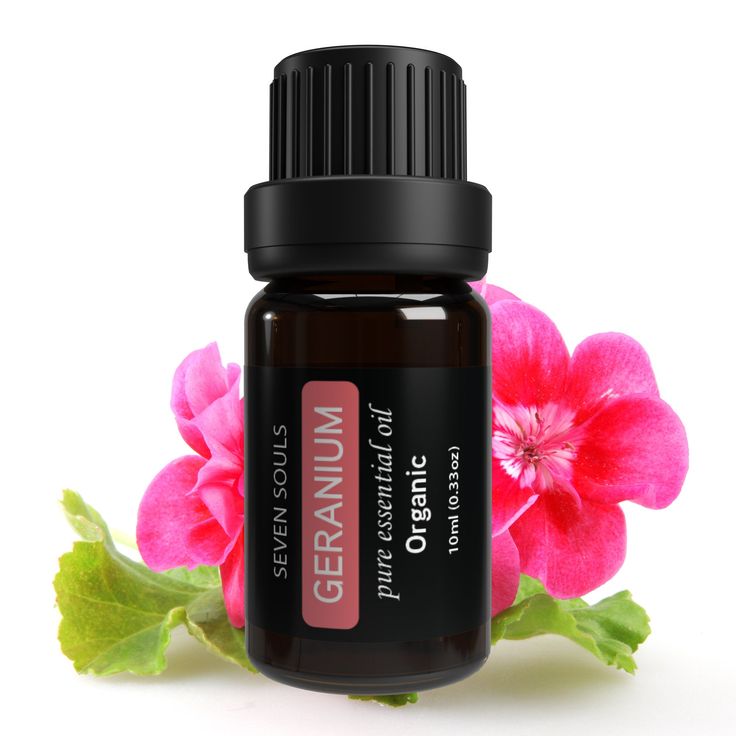 SEVEN SOULS
GERANIUM
pure essential oil
Organic
10ml (0.33oz)